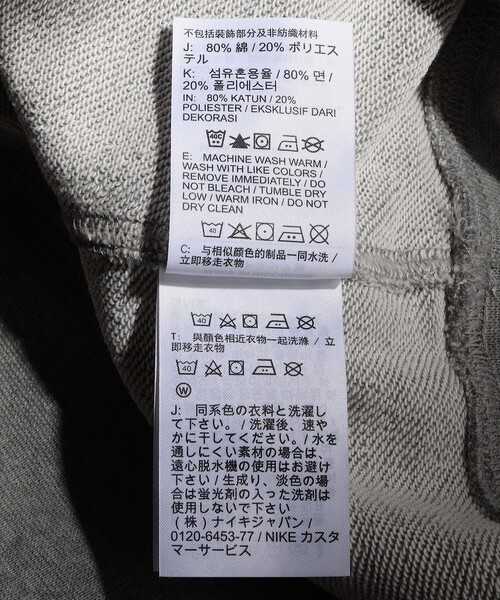 不包括裝飾部分及非紡織材料
J: 80% 綿 / 20% ポリエス
テル
K: 섬유혼용율 / 80% 면 /
20% 폴리에스터
IN: 80% KATUN / 20%
POLIESTER / EKSKLUSIF DARI
DEKORASI
40C
E: MACHINE WASH WARM /
WASH WITH LIKE COLORS /
REMOVE IMMEDIATELY / DO
NOT BLEACH / TUMBLE DRY
LOW / WARM IRON / DO NOT
DRY CLEAN
40
C: 与相似颜色的制品一同水洗 /
立即移走衣物
40
T: 與顏色相近衣物一起洗滌 / 立
即移走衣物
40
W
J: 同系色の衣料と洗濯し
て下さい。 / 洗濯後、速や
かに干してください。 / 水を
通しにくい素材の場合は、
遠心脱水機の使用はお避け
下さい / 生成り、淡色の場
合は蛍光剤の入った洗剤は
使用しないで下さい
(株) ナイキジャパン /
0120-6453-77 / NIKE カスタ
マーサービス